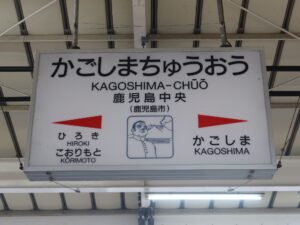 かごしまちゅうおう
KAGOSHIMA-CHŪŌ
鹿児島中央
(鹿児島市)
ひろき
HIROKI
こおりもと
KŌRIMOTO
かごしま
KAGOSHIMA